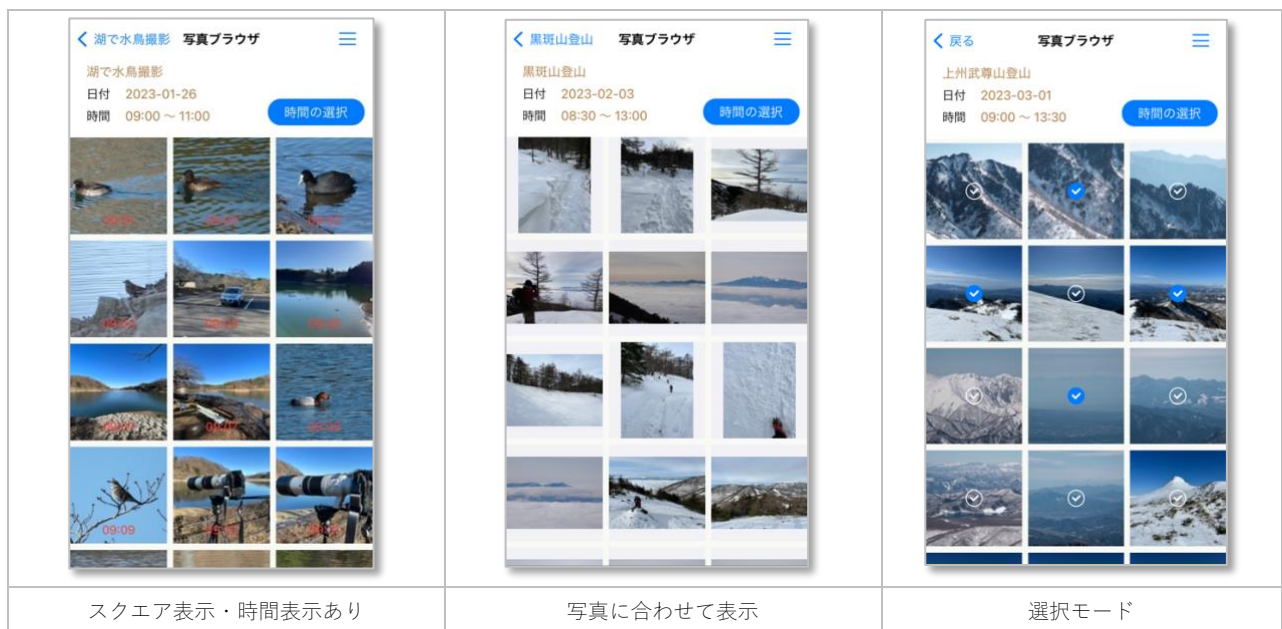 湖で水鳥撮影 写真ブラウザ
湖で水鳥撮影
日付 2023-01-26
時間 09:00 ~ 11:00
時間の選択
09:07
09:07
09:09
スクエア表示・時間表示あり
黒斑山登山 写真ブラウザ
黒斑山登山
日付 2023-02-03
時間 08:30 ~ 13:00
時間の選択
写真に合わせて表示
戻る 写真ブラウザ
上州武尊山登山
日付 2023-03-01
時間 09:00 ~ 13:30
時間の選択
選択モード